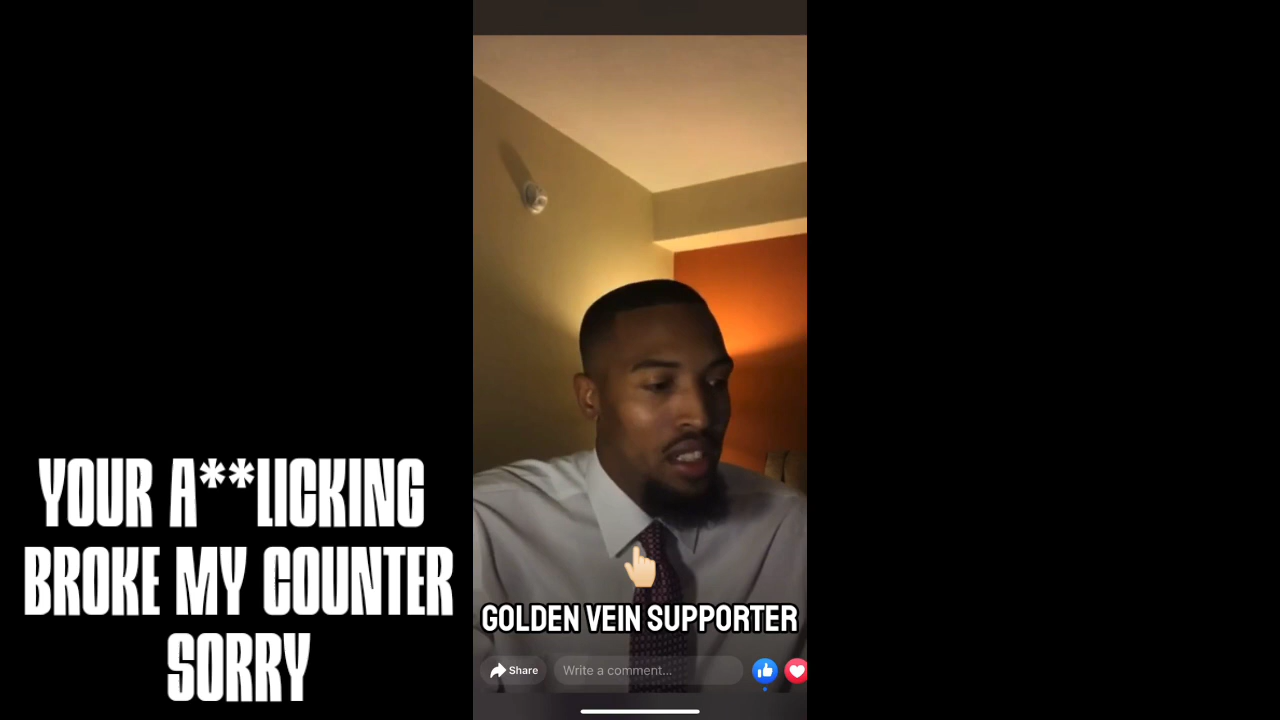 YOUR A**LICKING
BROKE MY COUNTER
SORRY
GOLDEN VEIN SUPPORTER
Share
Write a comment...